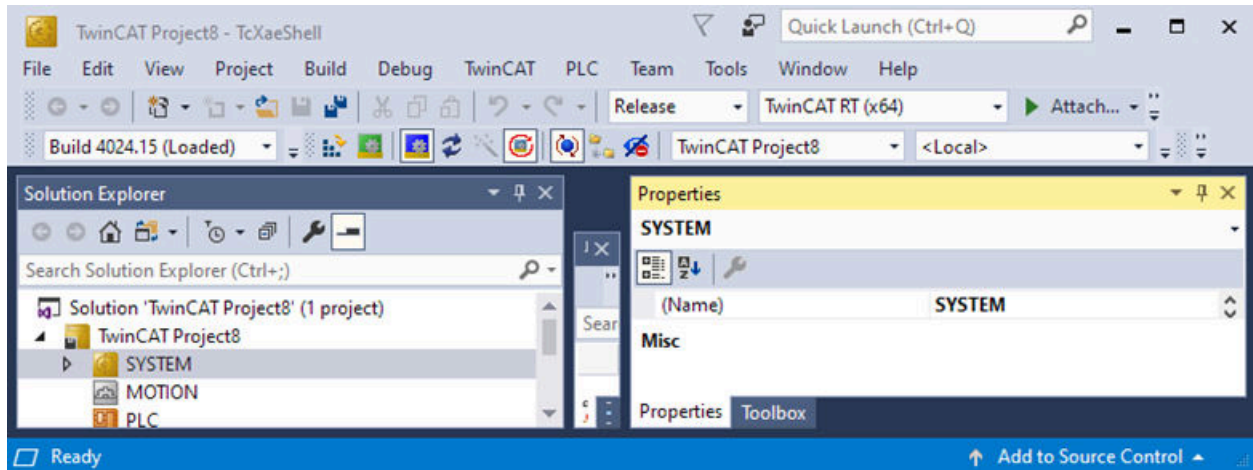 TwinCAT Project8 - TcXaeShell
Quick Launch (Ctrl+Q)
File Edit View Project Build Debug TwinCAT PLC Team Tools Window Help
Release TwinCAT RT (x64) Attach...
Build 4024.15 (Loaded) TwinCAT Project8 <Local>
Solution Explorer
Search Solution Explorer (Ctrl+;)
Solution 'TwinCAT Project8' (1 project)
TwinCAT Project8
SYSTEM
MOTION
PLC
Sear
Properties
SYSTEM
(Name) SYSTEM
Misc
Properties Toolbox
Ready Add to Source Control